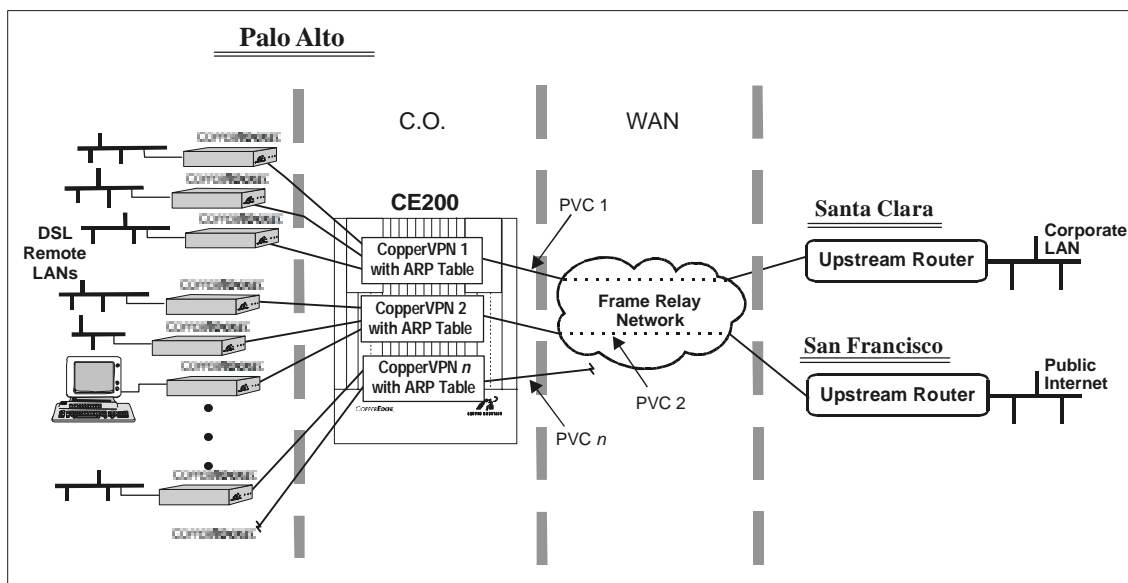 Palo Alto
C.O.
WAN
CE200
DSL
Remote
LANs
CopperVPN 1
with ARP Table
CopperVPN 2
with ARP Table
CopperVPN n
with ARP Table
COPPEREDGE
PVC 1
Frame Relay
Network
PVC 2
PVC n
Santa Clara
Upstream Router
Corporate
LAN
San Francisco
Upstream Router
Public
Internet